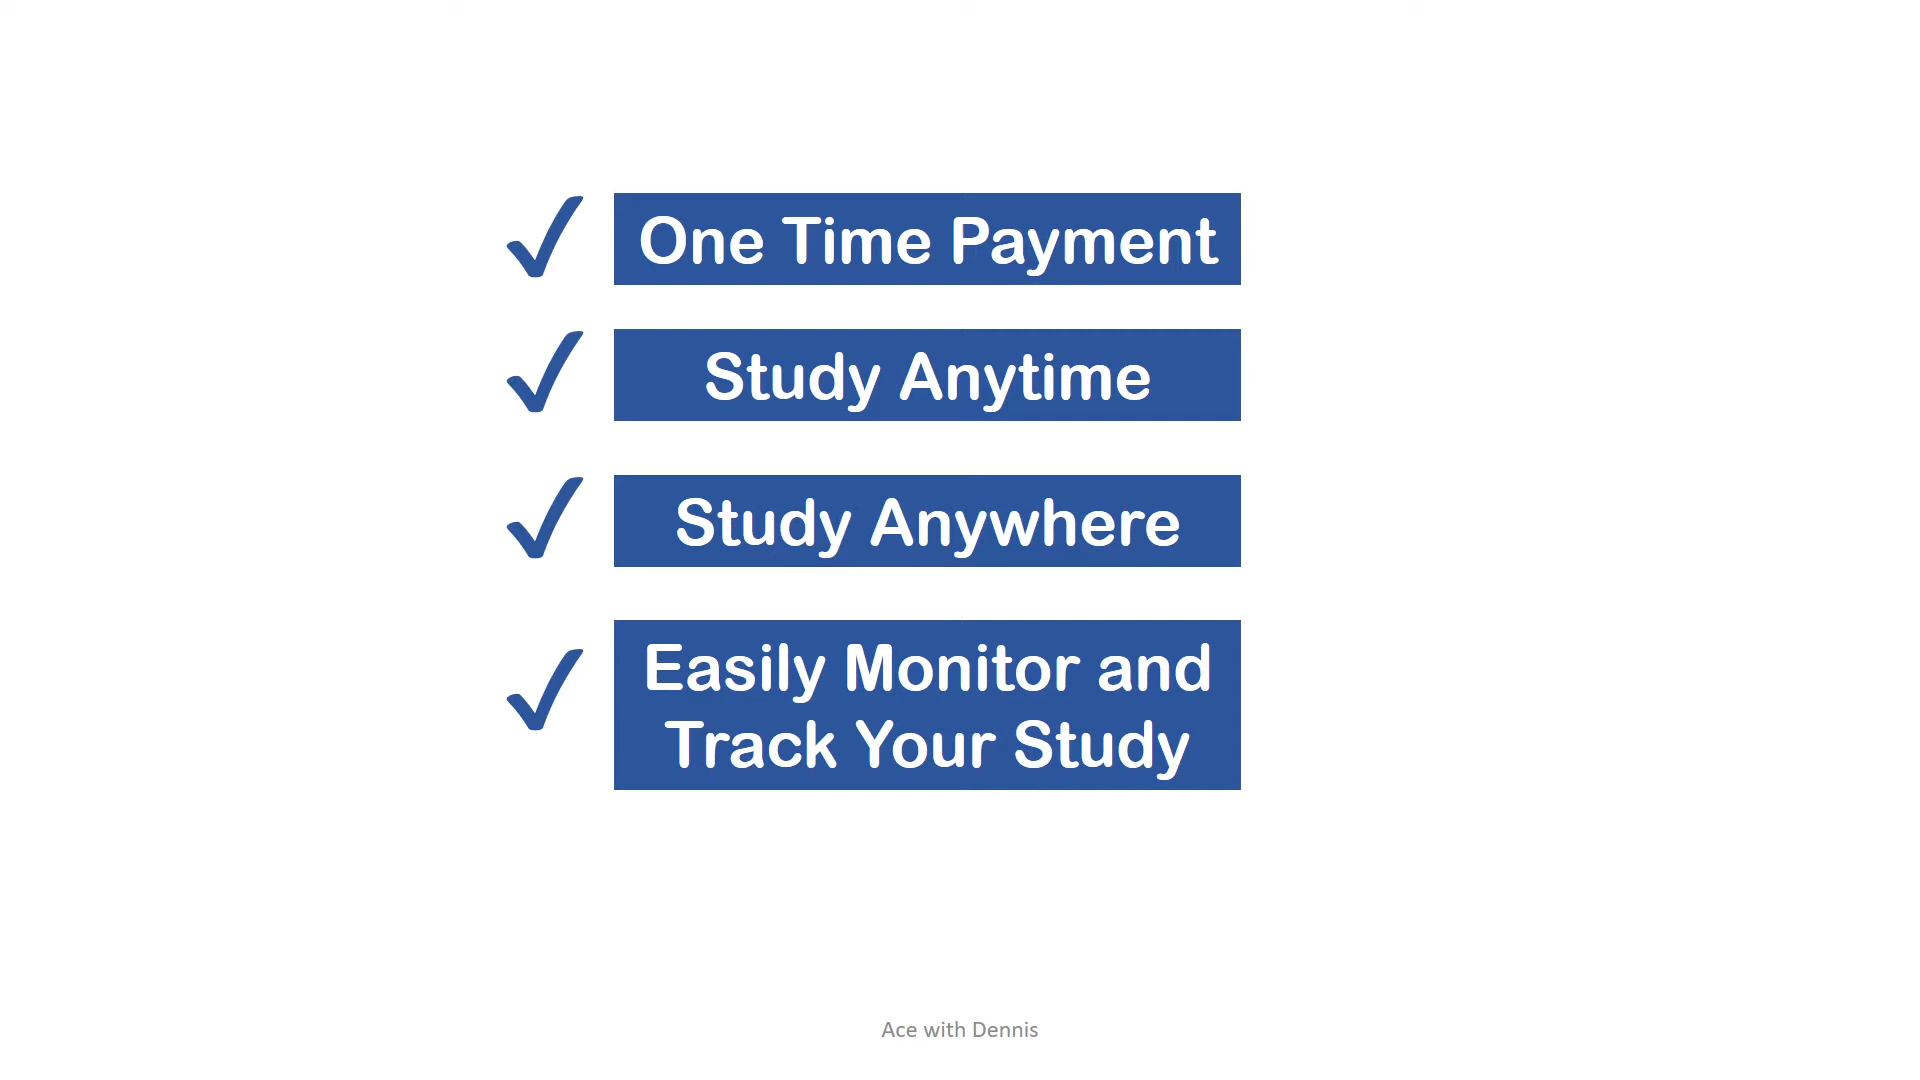 One Time Payment
Study Anytime
Study Anywhere
Easily Monitor and
Track Your Study
Ace with Dennis